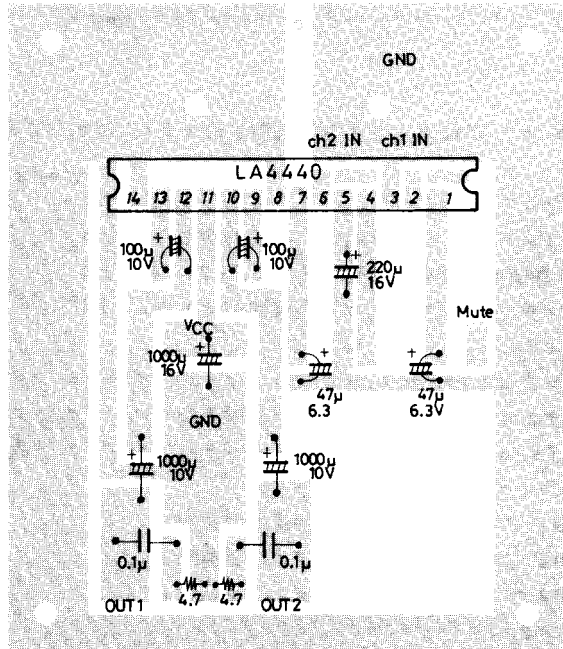 GND
ch2 IN ch1 IN
LA4440
14 13 12 11 10 9 8 7 6 5 4 3 2 1
+
100μ
10V
+
100μ
10V
+
220μ
16V
Mute
VCC
+
1000μ
16V
+
47μ
6.3
+
47μ
6.3V
GND
+
1000μ
10V
+
1000μ
10V
0.1μ
0.1μ
4.7
4.7
OUT1
OUT2